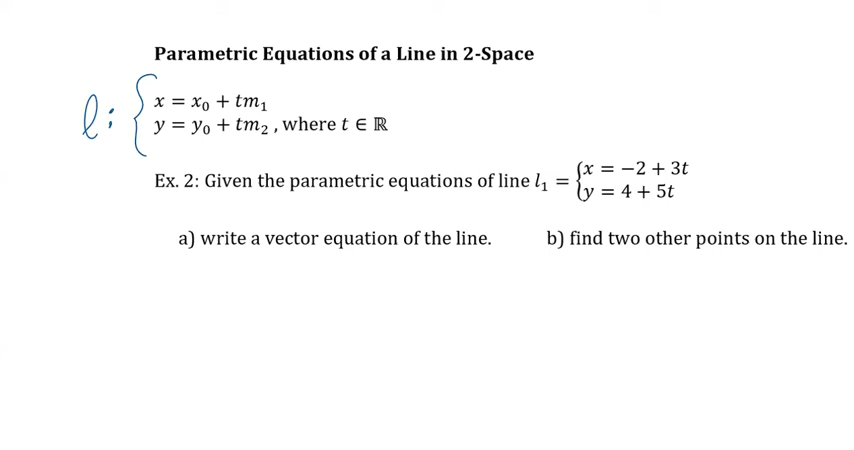 Parametric Equations of a Line in 2-Space
l:
{x = x₀ + tm₁
y = y₀ + tm₂ , where t ∈ ℝ
Ex. 2: Given the parametric equations of line l₁ = {x = −2 + 3t
y = 4 + 5t
a) write a vector equation of the line. b) find two other points on the line.